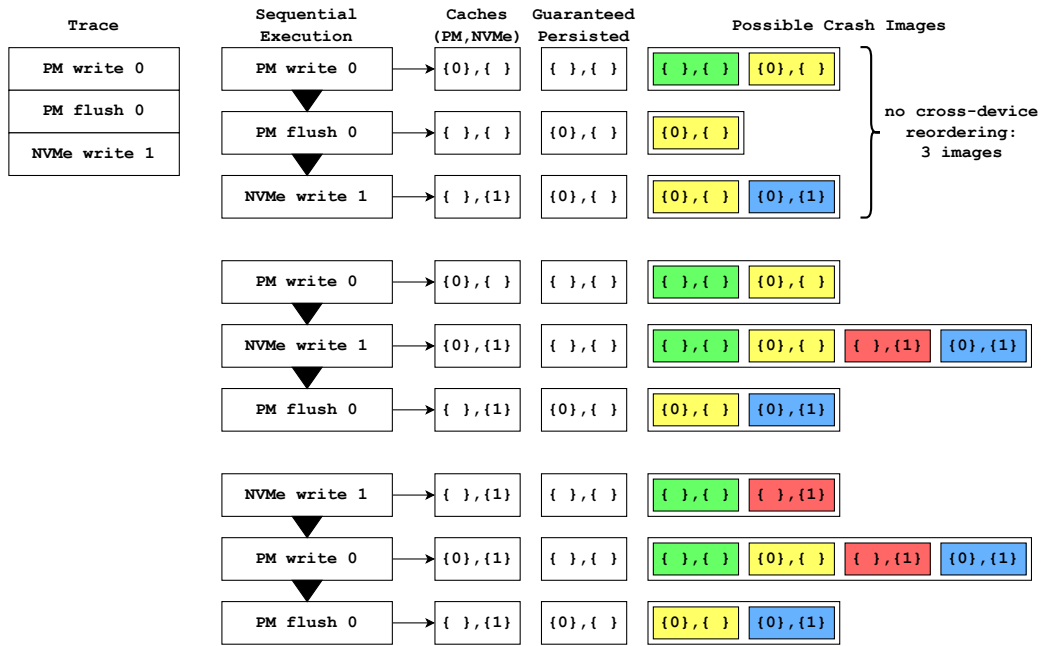 Trace
PM write 0
PM flush 0
NVMe write 1
Sequential
Execution
Caches
(PM,NVMe)
Guaranteed
Persisted
Possible Crash Images
PM write 0
{0},{ }
{ },{ }
{ },{ }
{0},{ }
PM flush 0
{ },{ }
{0},{ }
{0},{ }
NVMe write 1
{ },{1}
{0},{ }
{0},{ }
{0},{1}
no cross-device
reordering:
3 images
PM write 0
{0},{ }
{ },{ }
{ },{ }
{0},{ }
NVMe write 1
{0},{1}
{ },{ }
{ },{ }
{0},{ }
{ },{1}
{0},{1}
PM flush 0
{ },{1}
{0},{ }
{0},{ }
{0},{1}
NVMe write 1
{ },{1}
{ },{ }
{ },{ }
{ },{1}
PM write 0
{0},{1}
{ },{ }
{ },{ }
{0},{ }
{ },{1}
{0},{1}
PM flush 0
{ },{1}
{0},{ }
{0},{ }
{0},{1}